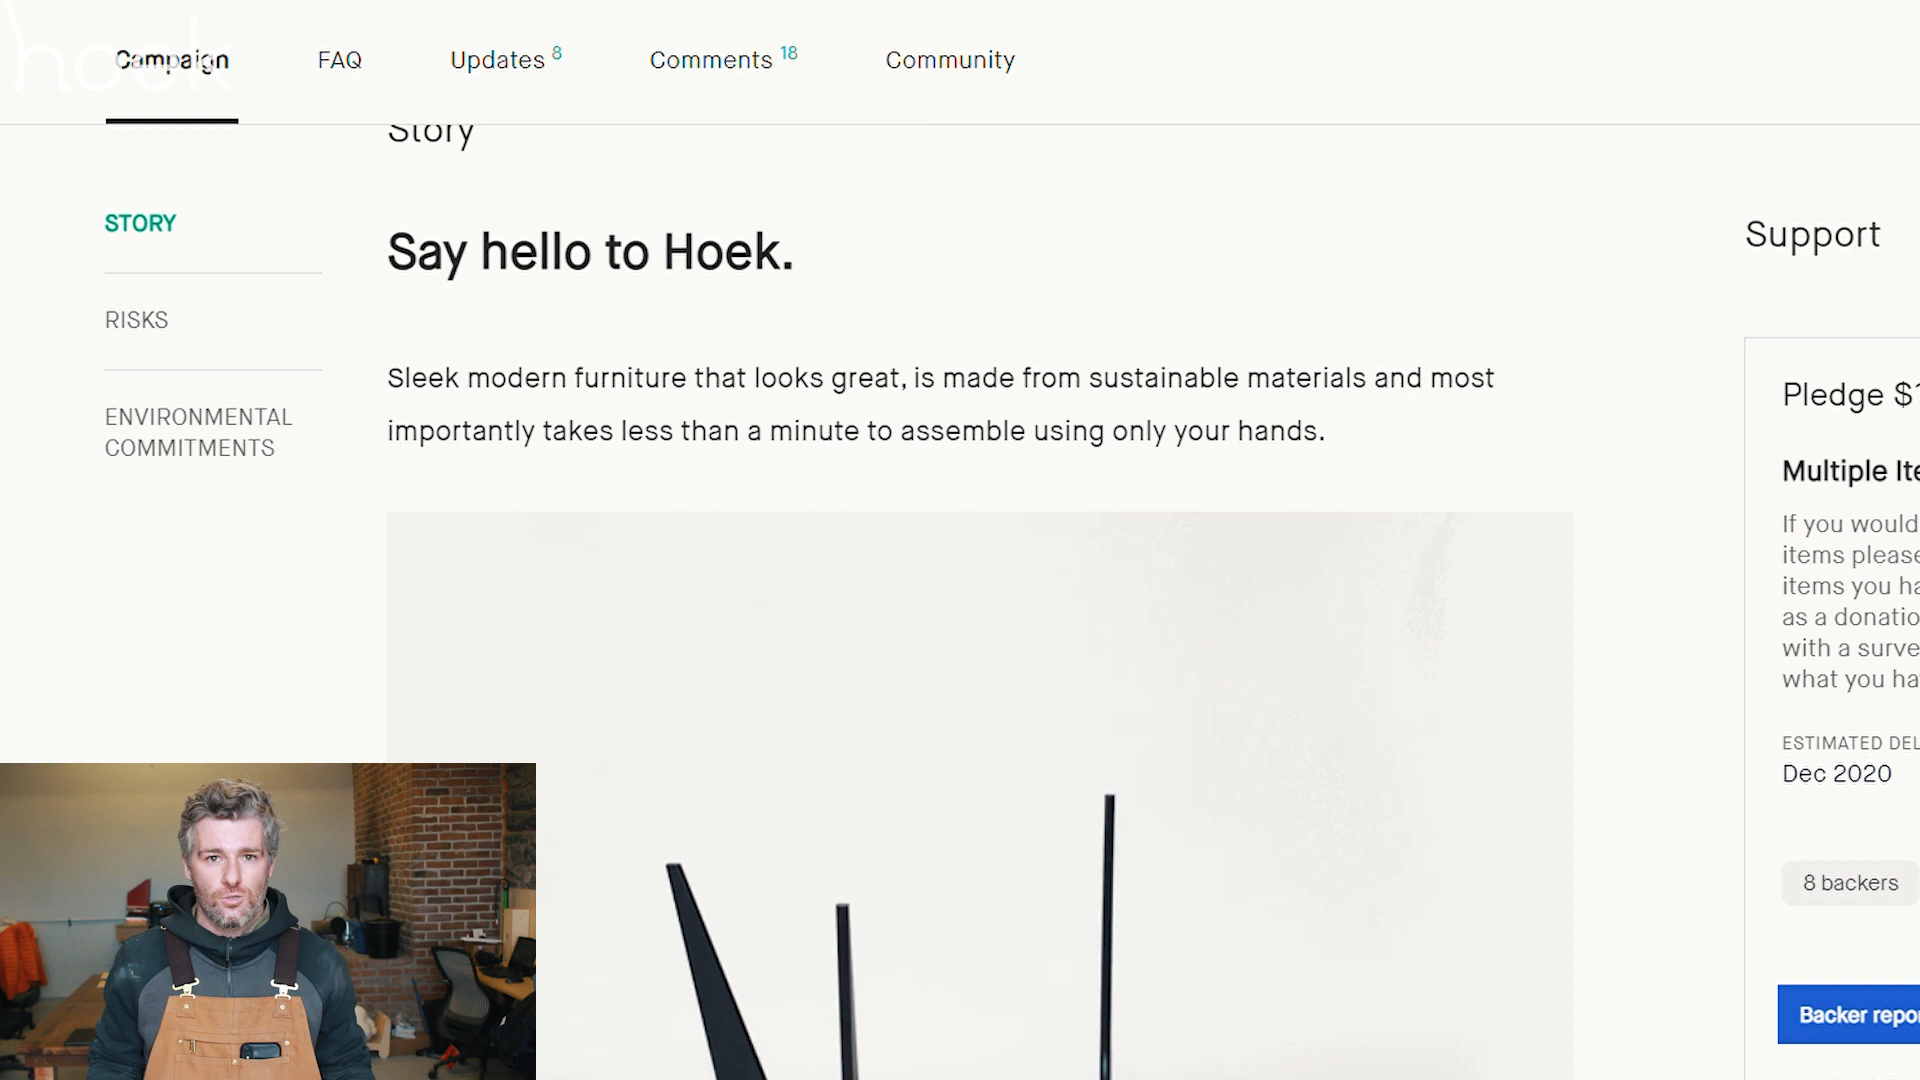 hoek
Campaign
FAQ
Updates 8
Comments 18
Community
Story
STORY
RISKS
ENVIRONMENTAL
COMMITMENTS
Say hello to Hoek.
Sleek modern furniture that looks great, is made from sustainable materials and most
importantly takes less than a minute to assemble using only your hands.
Support
Pledge $
Multiple
If you would
items please
items you
as a
with a
what you
ESTIMATED
Dec 2020
8 backers
Backer